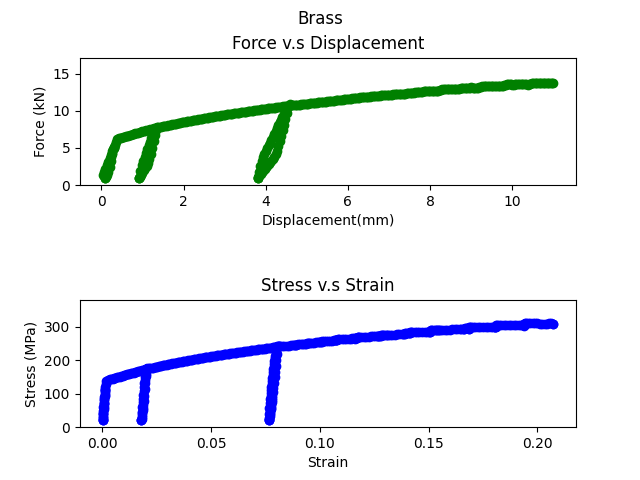 Brass
Force v.s Displacement
15
10
5
0
Force (kN)
0 2 4 6 8 10
Displacement(mm)
Stress v.s Strain
300
200
100
0
Stress (MPa)
0.00 0.05 0.10 0.15 0.20
Strain